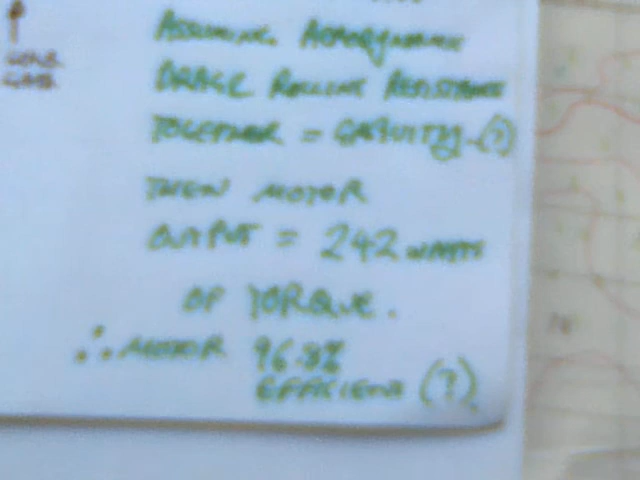 ASSUMING AERODYNAMIC
DRAG & ROLLING RESISTANCE
TOGETHER = GRAVITY. (?)
THEN MOTOR
OUTPUT = 242 WATTS
OF TORQUE.
∴ MOTOR 96.8%
EFFICIENT (?)